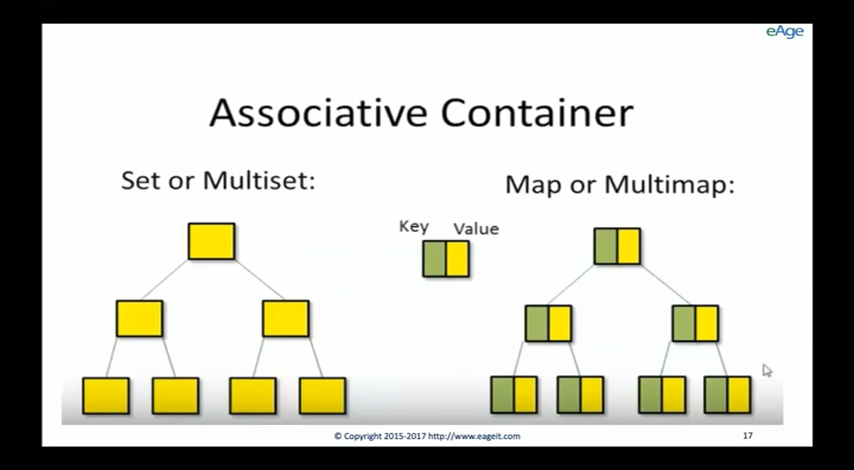 eAge
Associative Container
Set or Multiset:
Map or Multimap:
Key Value
© Copyright 2015-2017 http://www.eageit.com
17